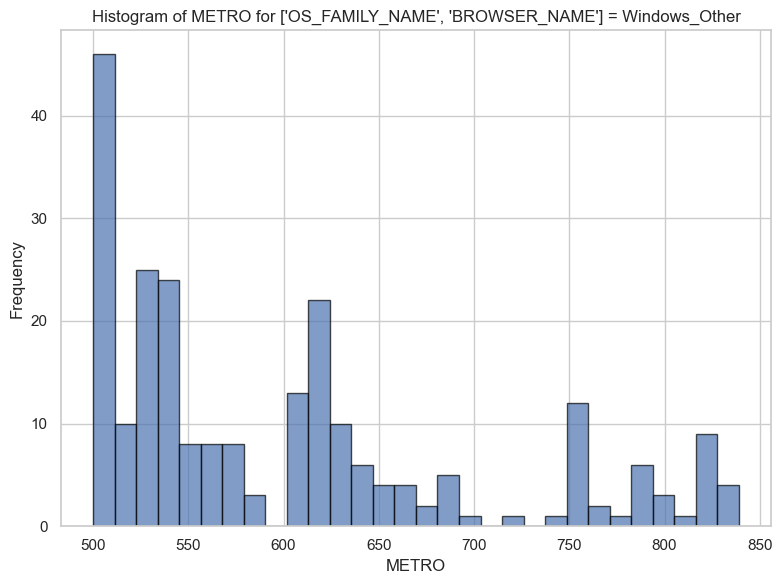 Histogram of METRO for ['OS_FAMILY_NAME', 'BROWSER_NAME'] = Windows_Other
40
30
20
10
0
Frequency
500 550 600 650 700 750 800 850
METRO